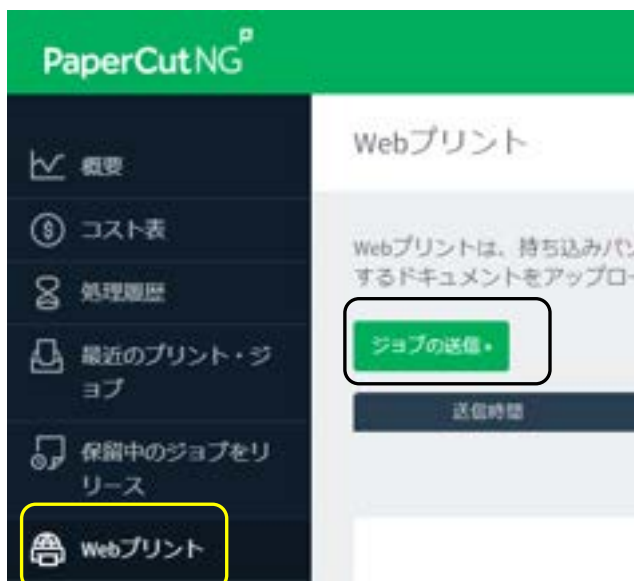 PaperCut NG
概要
コスト表
処理履歴
最近のプリント・ジ
ョブ
保留中のジョブをリ
リース
Webプリント
Webプリント
Webプリントは、持ち込みパソ
するドキュメントをアップロー
ジョブの送信»
送信時間